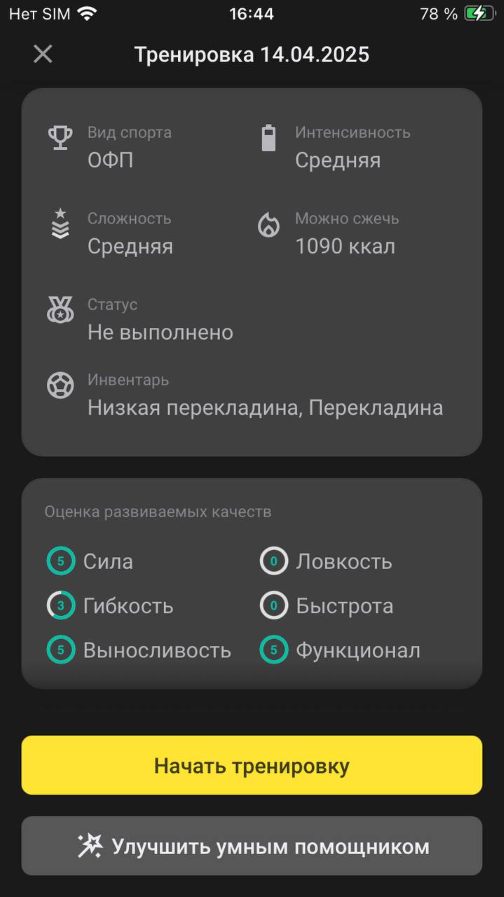 Нет SIM 16:44 78 %
Тренировка 14.04.2025
Вид спорта Интенсивность
ОФП Средняя
Сложность Можно сжечь
Средняя 1090 ккал
Статус
Не выполнено
Инвентарь
Низкая перекладина, Перекладина
Оценка развиваемых качеств
5 Сила 0 Ловкость
3 Гибкость 0 Быстрота
5 Выносливость 5 Функционал
Начать тренировку
Улучшить умным помощником